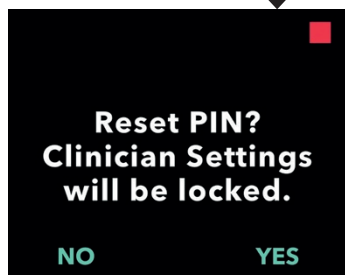 Reset PIN?
Clinician Settings
will be locked.
NO YES